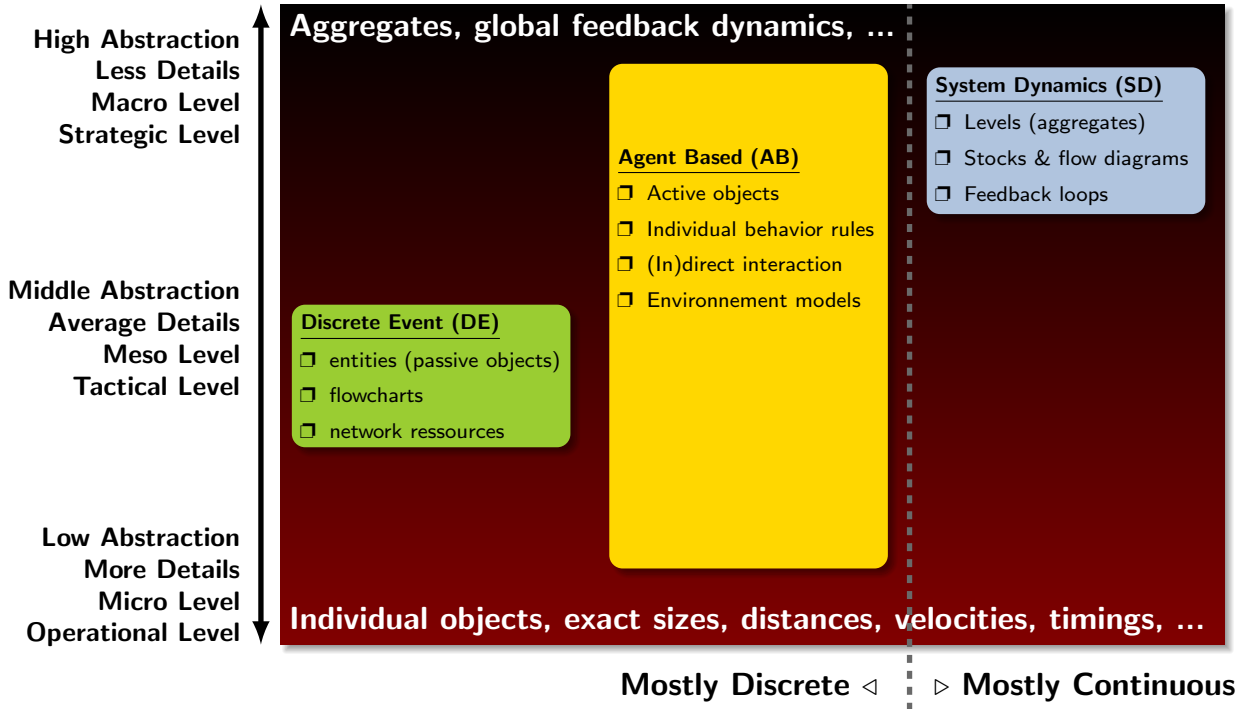 High Abstraction
Less Details
Macro Level
Strategic Level
Middle Abstraction
Average Details
Meso Level
Tactical Level
Low Abstraction
More Details
Micro Level
Operational Level
Aggregates, global feedback dynamics, ...
Discrete Event (DE)
❐ entities (passive objects)
❐ flowcharts
❐ network ressources
Agent Based (AB)
❐ Active objects
❐ Individual behavior rules
❐ (In)direct interaction
❐ Environnement models
System Dynamics (SD)
❐ Levels (aggregates)
❐ Stocks & flow diagrams
❐ Feedback loops
Individual objects, exact sizes, distances, velocities, timings, ...
Mostly Discrete ◁
▷ Mostly Continuous